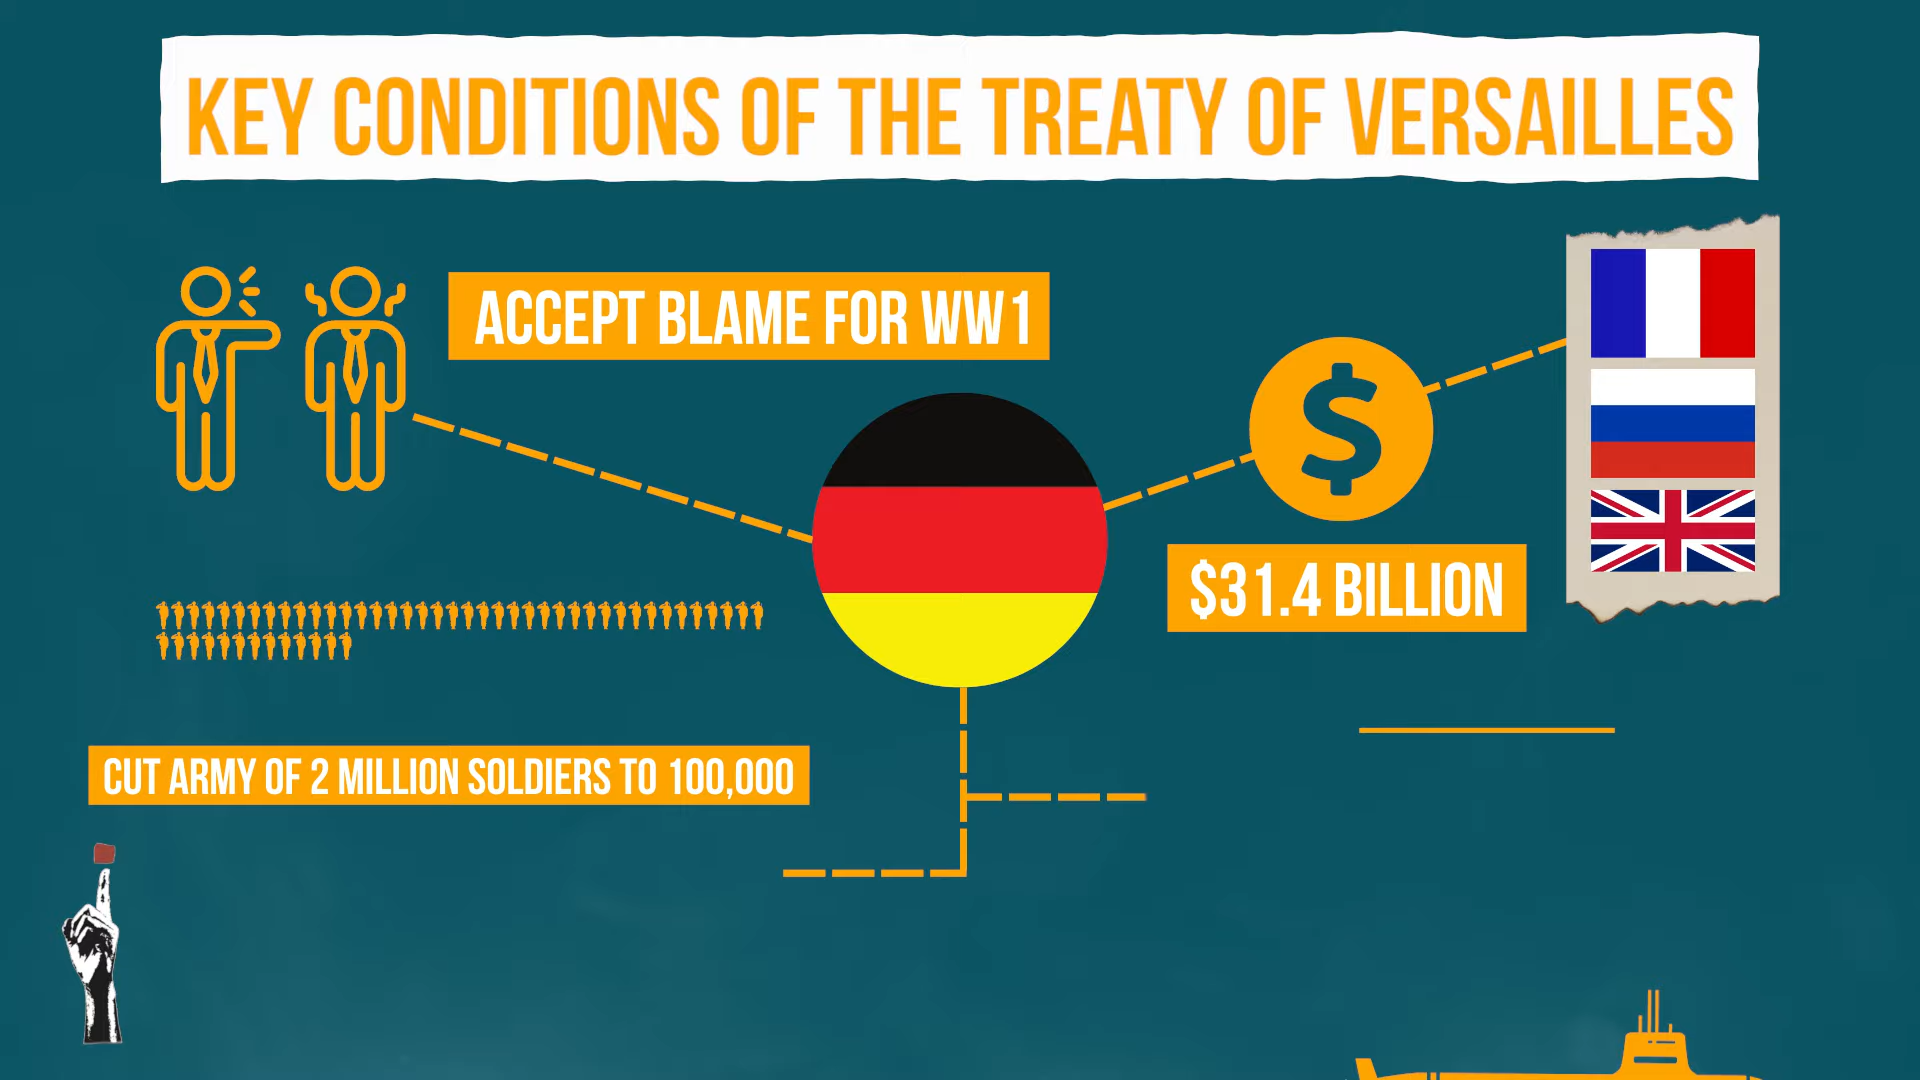 KEY CONDITIONS OF THE TREATY OF VERSAILLES
ACCEPT BLAME FOR WW1
$
$31.4 BILLION
CUT ARMY OF 2 MILLION SOLDIERS TO 100,000